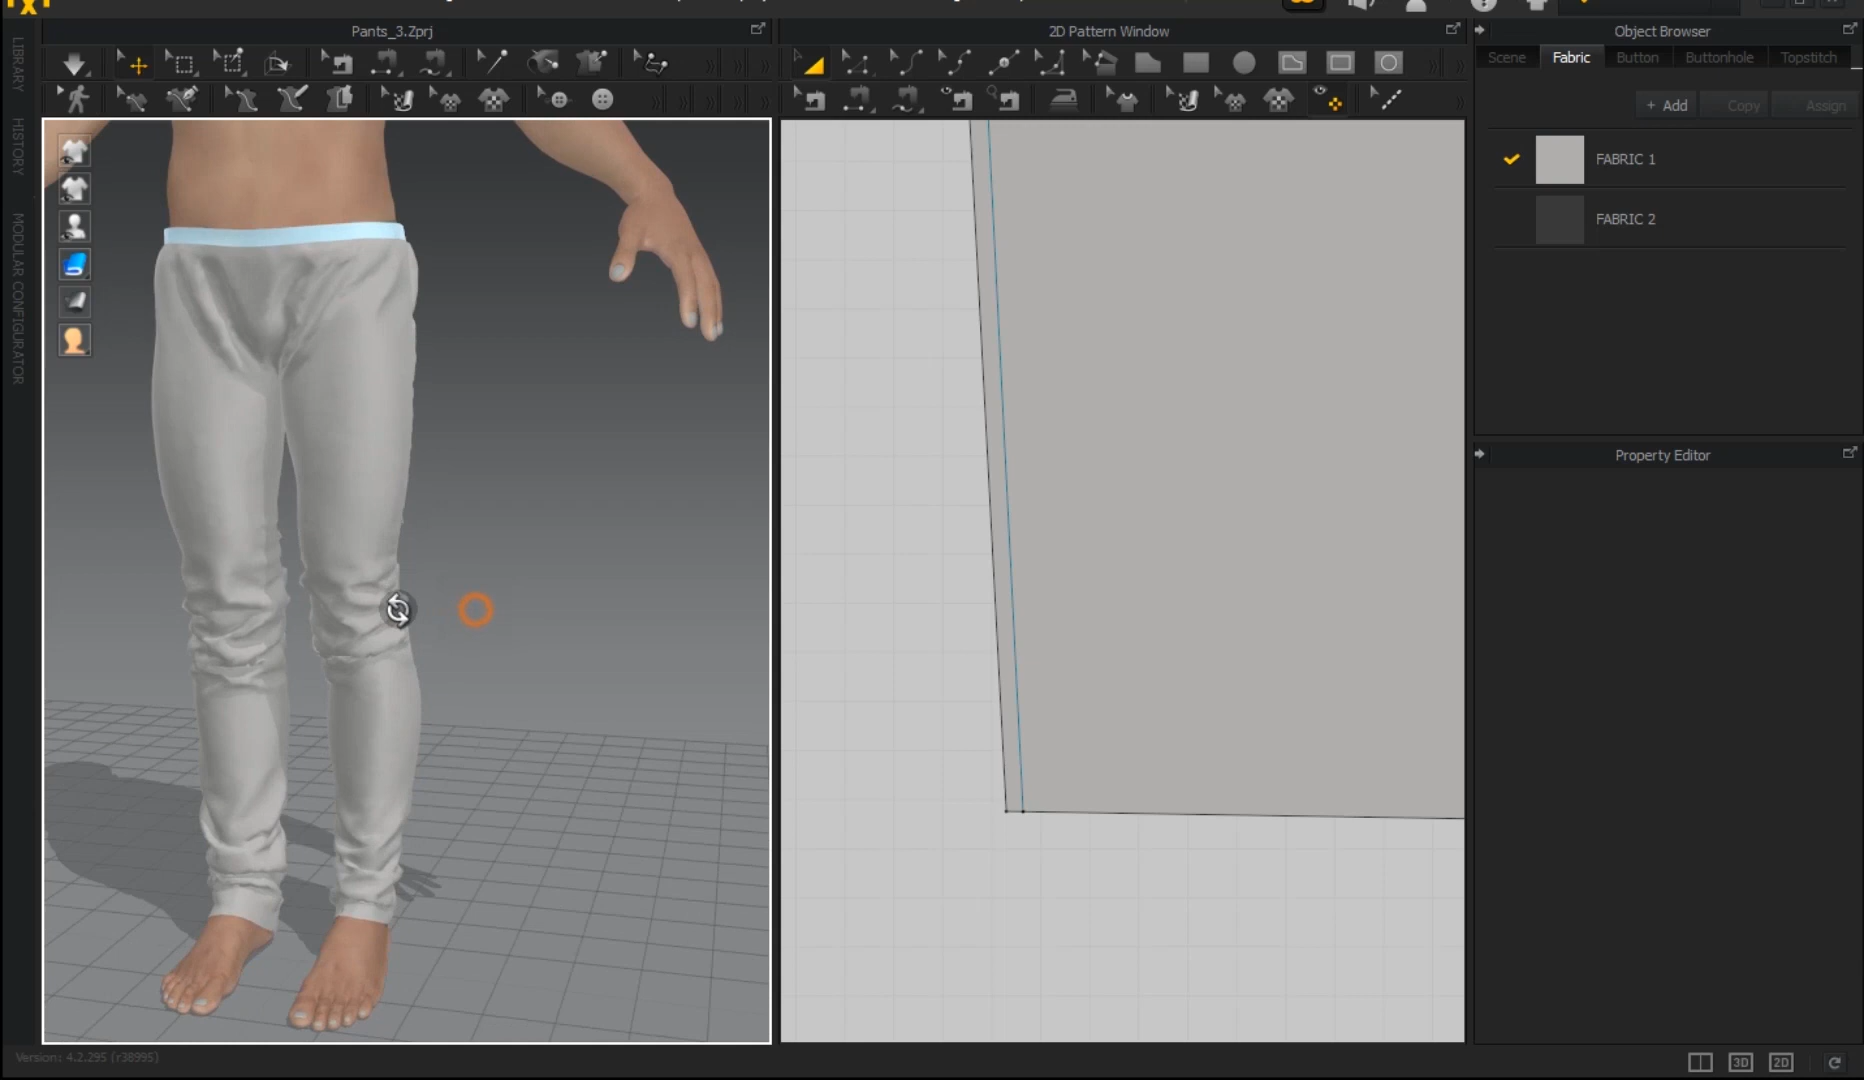 Pants_3.Zprj
2D Pattern Window
Object Browser
Scene
Fabric
Button
Buttonhole
Topstitch
+ Add
Copy
Assign
FABRIC 1
FABRIC 2
Property Editor
LIBRARY
HISTORY
MODULAR CONFIGURATOR
Version: 4.2.295 (r38995)
3D
2D